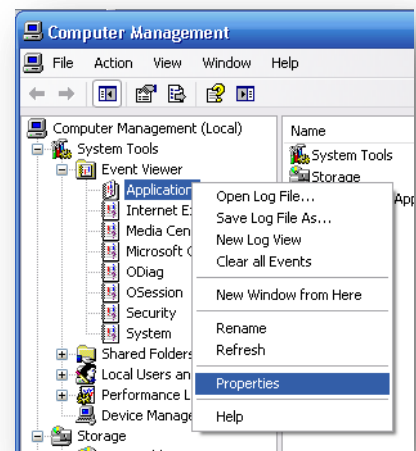 Computer Management
File Action View Window Help
Computer Management (Local)
System Tools
Event Viewer
Application
Internet E
Media Cen
Microsoft
ODiag
OSession
Security
System
Shared Folders
Local Users an
Performance L
Device Manage
Storage
Name
System Tools
Storage
App
Open Log File...
Save Log File As...
New Log View
Clear all Events
New Window from Here
Rename
Refresh
Properties
Help